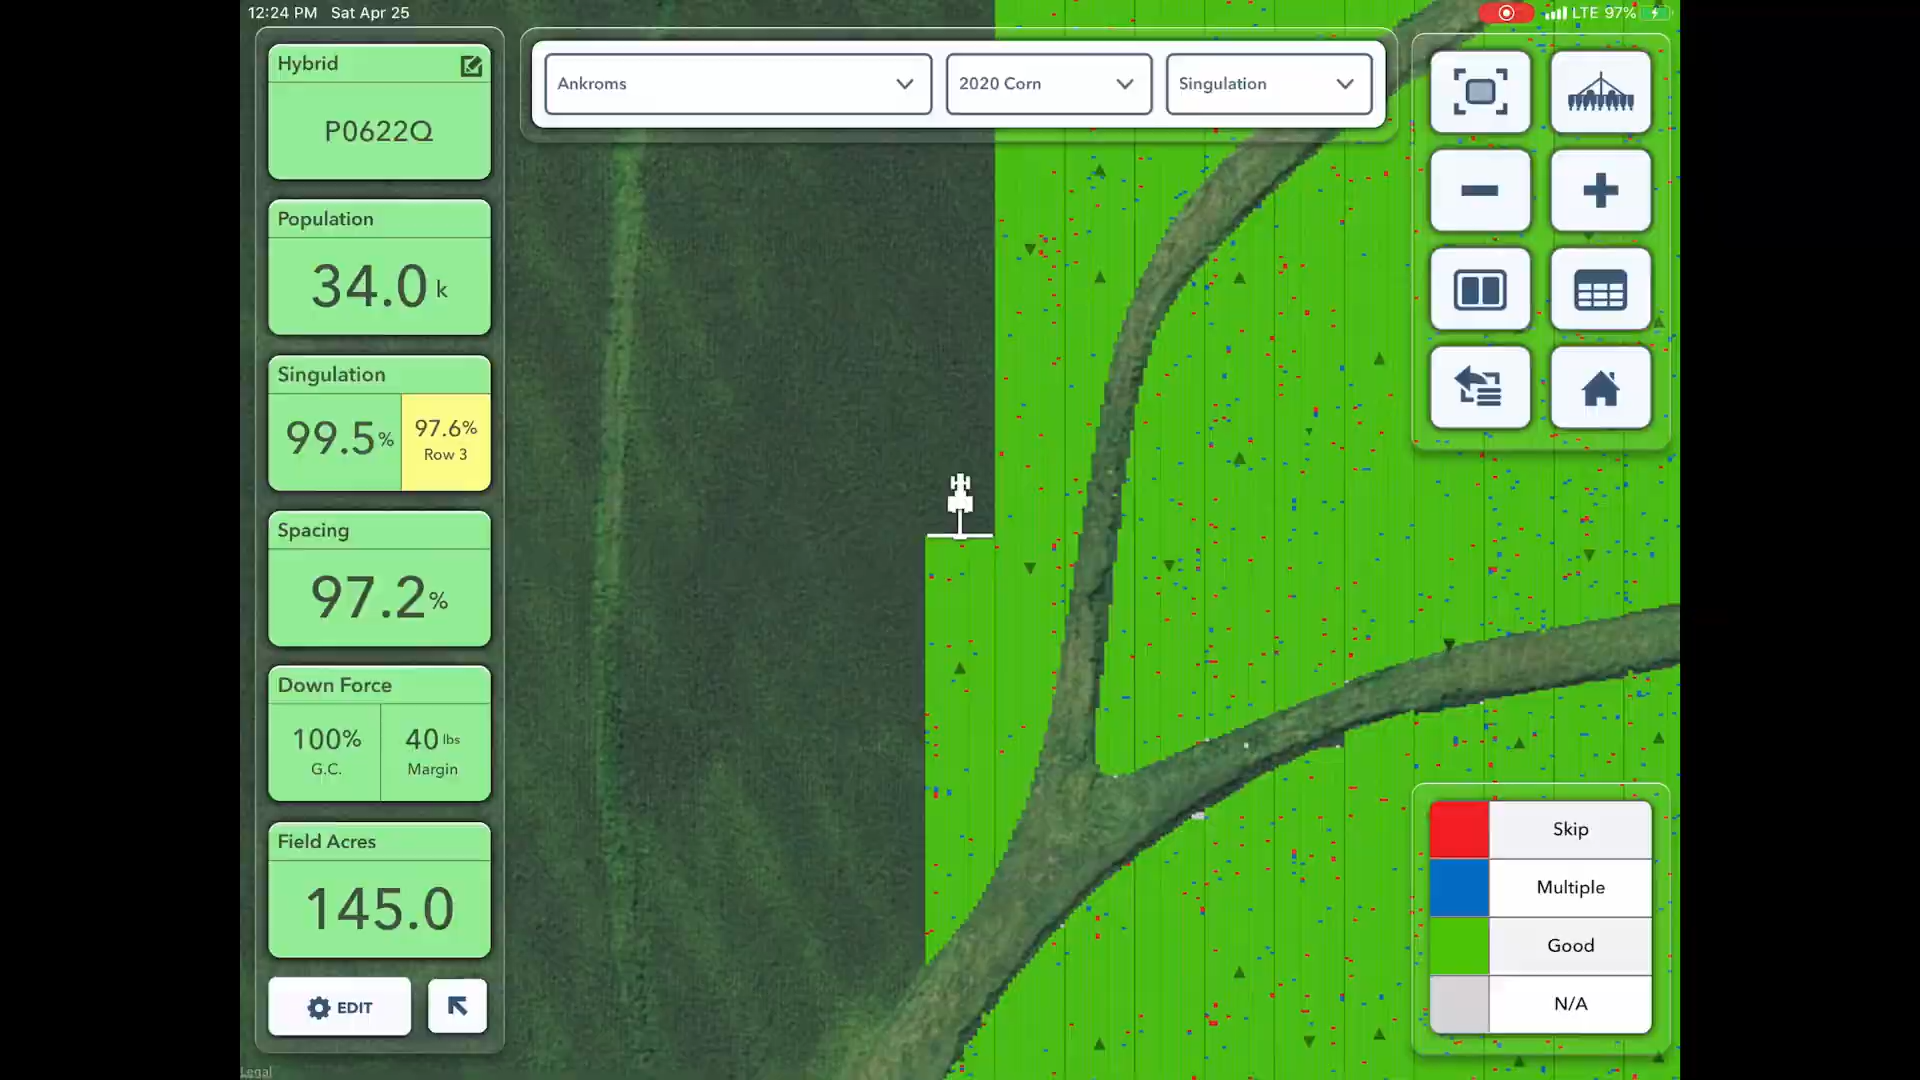 12:24 PM Sat Apr 25
LTE 97%
Hybrid
P0622Q
Population
34.0 k
Singulation
99.5%
97.6%
Row 3
Spacing
97.2%
Down Force
100%
G.C.
40 lbs
Margin
Field Acres
145.0
EDIT
Legal
Ankroms
2020 Corn
Singulation
Skip
Multiple
Good
N/A